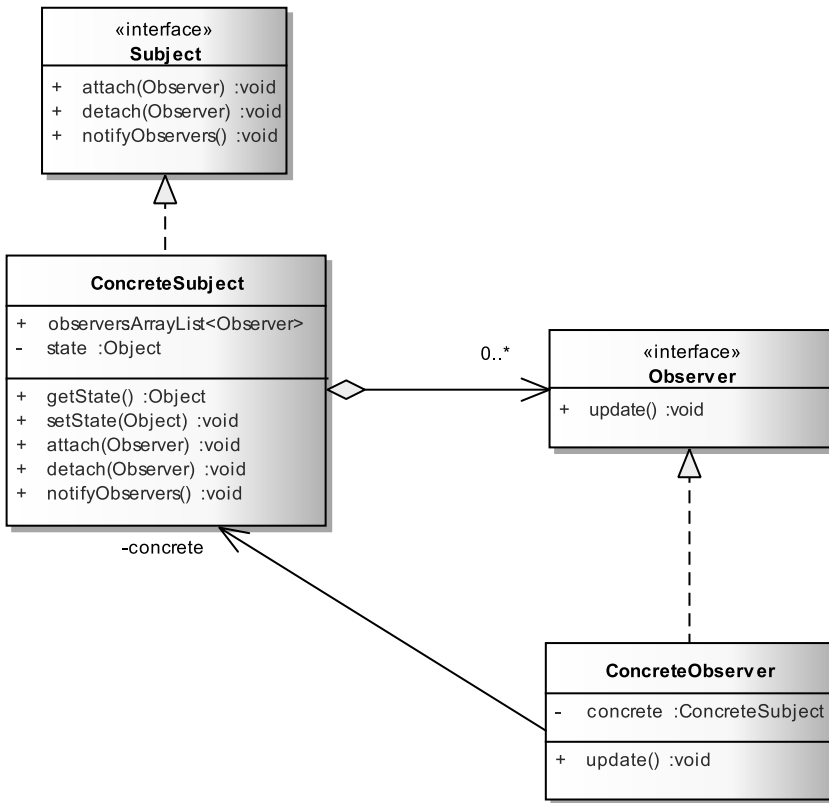 «interface»
Subject
+ attach(Observer) :void
+ detach(Observer) :void
+ notifyObservers() :void
ConcreteSubject
+ observersArrayList<Observer>
- state :Object
+ getState() :Object
+ setState(Object) :void
+ attach(Observer) :void
+ detach(Observer) :void
+ notifyObservers() :void
0..*
«interface»
Observer
+ update() :void
-concrete
ConcreteObserver
- concrete :ConcreteSubject
+ update() :void